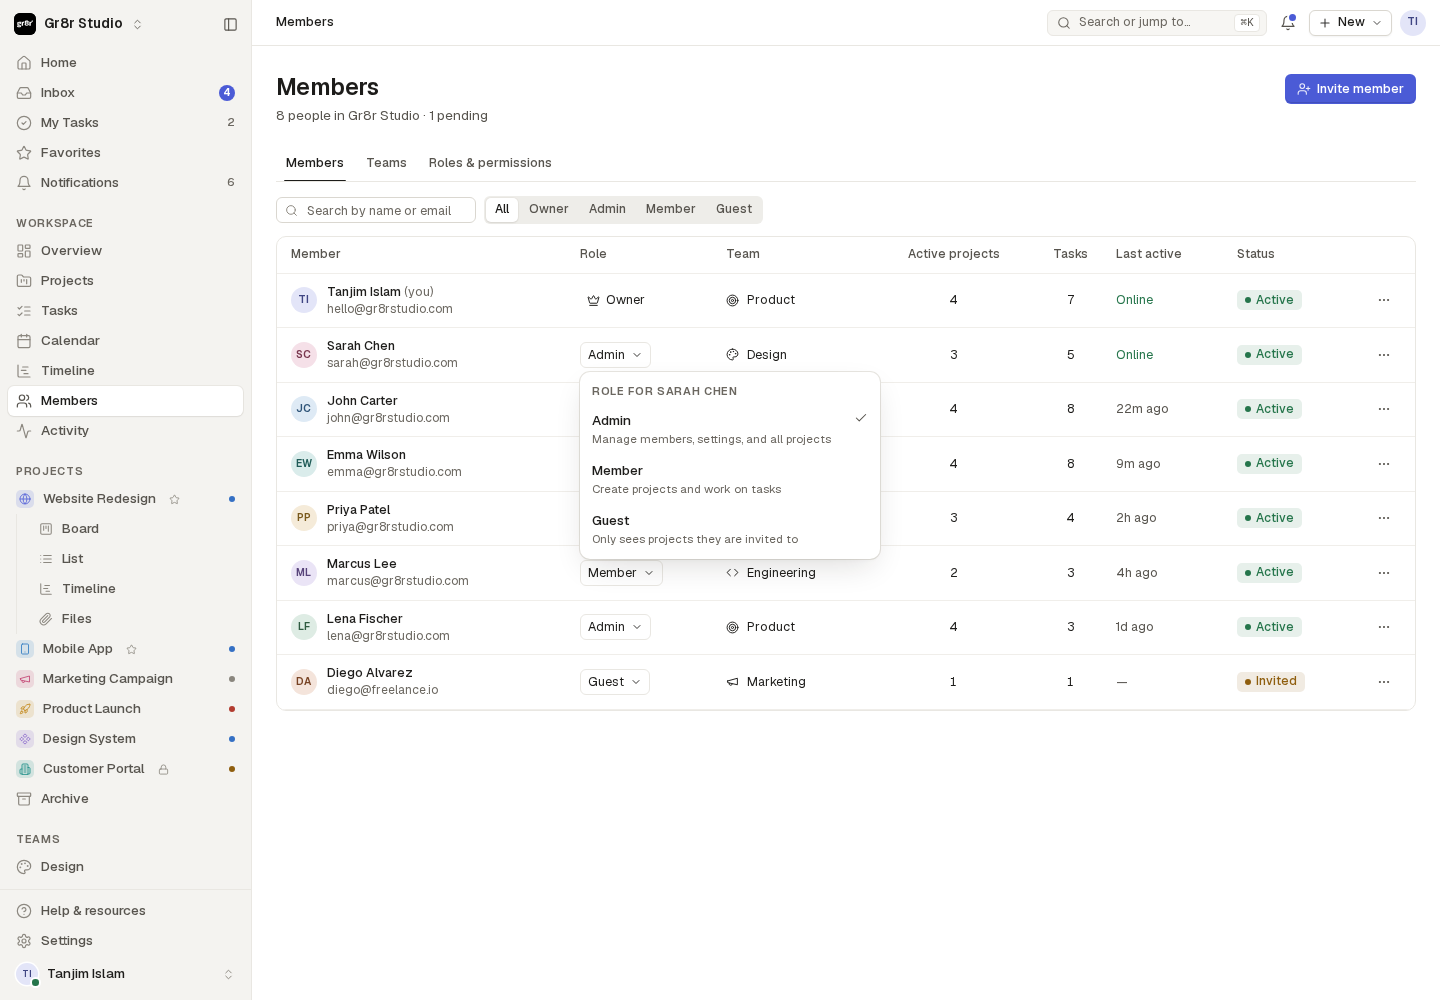 gr8r
Gr8r Studio
Home
Inbox 4
My Tasks 2
Favorites
Notifications 6
WORKSPACE
Overview
Projects
Tasks
Calendar
Timeline
Members
Activity
PROJECTS
Website Redesign
Board
List
Timeline
Files
Mobile App
Marketing Campaign
Product Launch
Design System
Customer Portal
Archive
TEAMS
Design
Help & resources
Settings
TI Tanjim Islam
Members
Search or jump to... ⌘K
New
TI
Members
8 people in Gr8r Studio · 1 pending
Invite member
Members Teams Roles & permissions
Search by name or email
All Owner Admin Member Guest
Member Role Team Active projects Tasks Last active Status
TI Tanjim Islam (you) Owner Product 4 7 Online Active
hello@gr8rstudio.com
SC Sarah Chen Admin Design 3 5 Online Active
sarah@gr8rstudio.com
JC John Carter 4 8 22m ago Active
john@gr8rstudio.com
EW Emma Wilson 4 8 9m ago Active
emma@gr8rstudio.com
PP Priya Patel 3 4 2h ago Active
priya@gr8rstudio.com
ML Marcus Lee Member Engineering 2 3 4h ago Active
marcus@gr8rstudio.com
LF Lena Fischer Admin Product 4 3 1d ago Active
lena@gr8rstudio.com
DA Diego Alvarez Guest Marketing 1 1 — Invited
diego@freelance.io
ROLE FOR SARAH CHEN
Admin
Manage members, settings, and all projects
Member
Create projects and work on tasks
Guest
Only sees projects they are invited to